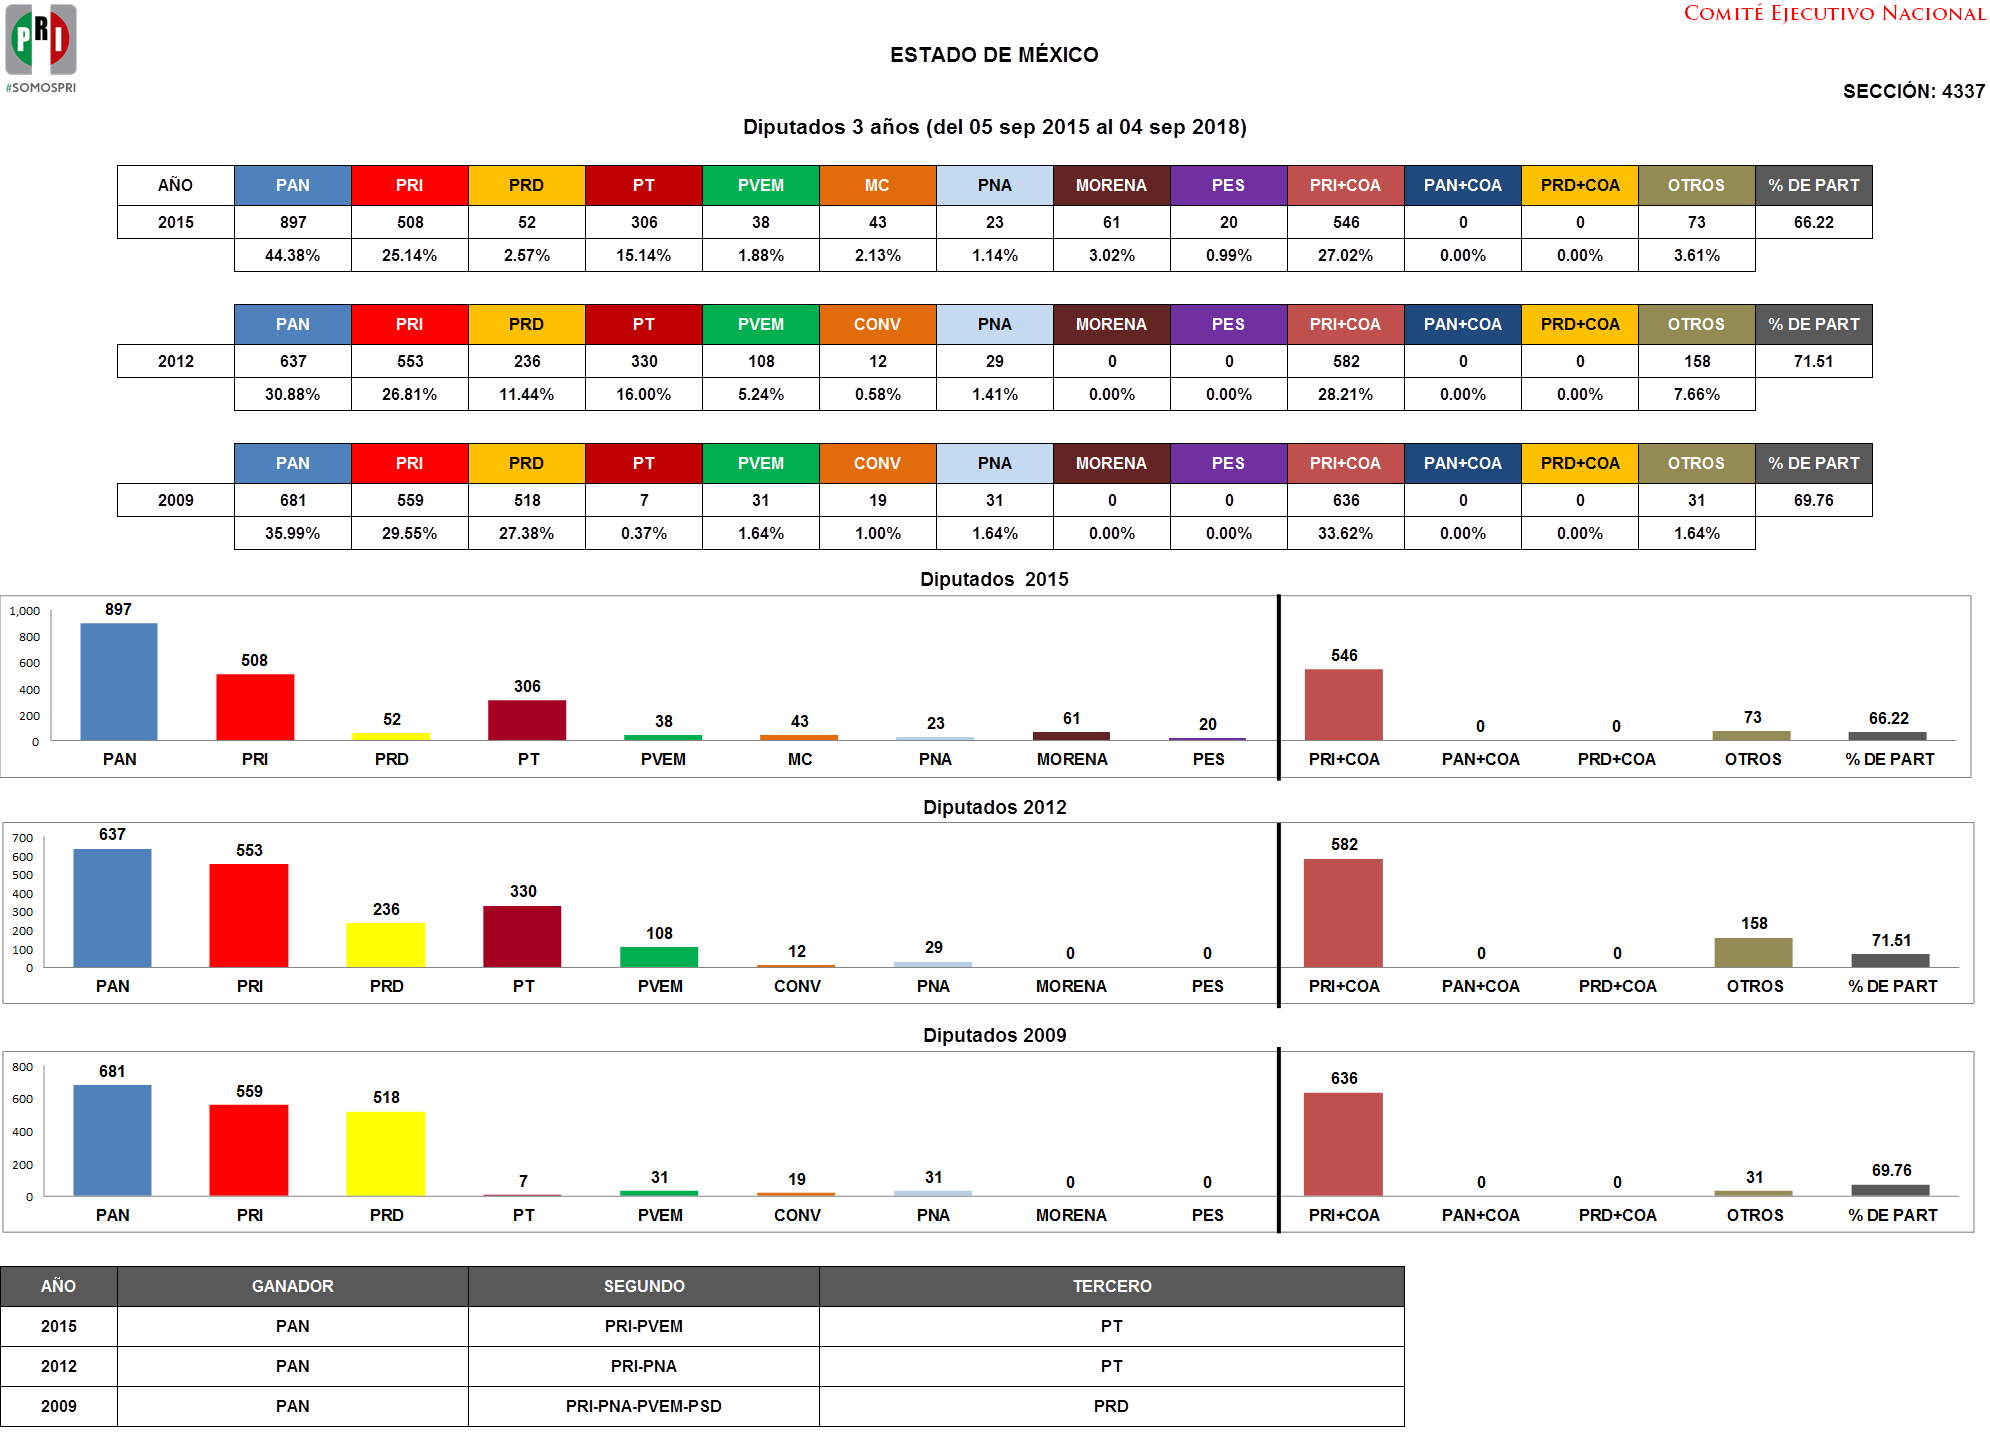 PRI
#SOMOSPRI
COMITÉ EJECUTIVO NACIONAL
ESTADO DE MÉXICO
SECCIÓN: 4337
Diputados 3 años (del 05 sep 2015 al 04 sep 2018)
AÑO PAN PRI PRD PT PVEM MC PNA MORENA PES PRI+COA PAN+COA PRD+COA OTROS % DE PART
2015 897 508 52 306 38 43 23 61 20 546 0 0 73 66.22
44.38% 25.14% 2.57% 15.14% 1.88% 2.13% 1.14% 3.02% 0.99% 27.02% 0.00% 0.00% 3.61%
PAN PRI PRD PT PVEM CONV PNA MORENA PES PRI+COA PAN+COA PRD+COA OTROS % DE PART
2012 637 553 236 330 108 12 29 0 0 582 0 0 158 71.51
30.88% 26.81% 11.44% 16.00% 5.24% 0.58% 1.41% 0.00% 0.00% 28.21% 0.00% 0.00% 7.66%
PAN PRI PRD PT PVEM CONV PNA MORENA PES PRI+COA PAN+COA PRD+COA OTROS % DE PART
2009 681 559 518 7 31 19 31 0 0 636 0 0 31 69.76
35.99% 29.55% 27.38% 0.37% 1.64% 1.00% 1.64% 0.00% 0.00% 33.62% 0.00% 0.00% 1.64%
Diputados 2015
1,000
800
600
400
200
0
897 508 52 306 38 43 23 61 20 546 0 0 73 66.22
PAN PRI PRD PT PVEM MC PNA MORENA PES PRI+COA PAN+COA PRD+COA OTROS % DE PART
Diputados 2012
700
600
500
400
300
200
100
0
637 553 236 330 108 12 29 0 0 582 0 0 158 71.51
PAN PRI PRD PT PVEM CONV PNA MORENA PES PRI+COA PAN+COA PRD+COA OTROS % DE PART
Diputados 2009
800
600
400
200
0
681 559 518 7 31 19 31 0 0 636 0 0 31 69.76
PAN PRI PRD PT PVEM CONV PNA MORENA PES PRI+COA PAN+COA PRD+COA OTROS % DE PART
AÑO GANADOR SEGUNDO TERCERO
2015 PAN PRI-PVEM PT
2012 PAN PRI-PNA PT
2009 PAN PRI-PNA-PVEM-PSD PRD